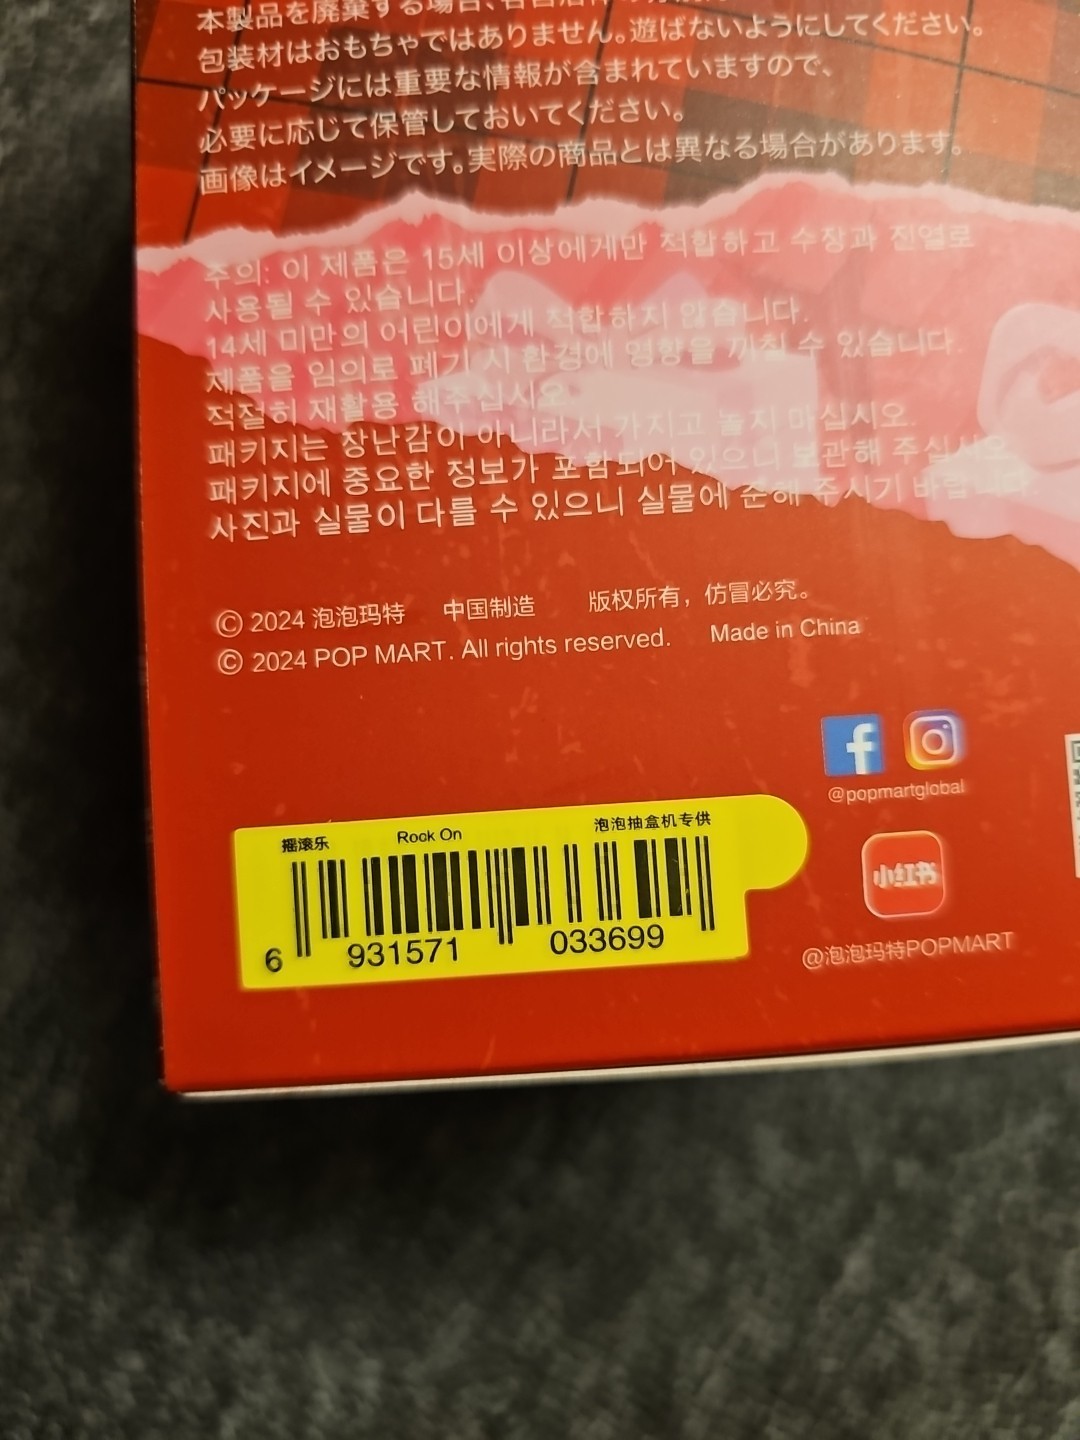 本製品を廃棄する場合、各自治体の
包装材はおもちゃではありません。遊ばないようにしてください。
パッケージには重要な情報が含まれていますので、
必要に応じて保管しておいてください。
画像はイメージです。実際の商品とは異なる場合があります。
주의: 이 제품은 15세 이상에게만 적합하고 수장과 진열로
사용될 수 있습니다.
14세 미만의 어린이에게 적합하지 않습니다.
제품을 임의로 폐기 시 환경에 영향을 끼칠 수 있습니다.
적절히 재활용 해주십시오.
패키지는 장난감이 아니라서 가지고 놀지 마십시오.
패키지에 중요한 정보가 포함되어 있으니 보관해 주십시오.
사진과 실물이 다를 수 있으니 실물에 준해 주시기 바랍니다.
© 2024 泡泡玛特 中国制造 版权所有，仿冒必究。
© 2024 POP MART. All rights reserved. Made in China
f
@popmartglobal
摇滚乐 Rock On 泡泡抽盒机专供
6 931571 033699
小红书
@泡泡玛特POPMART